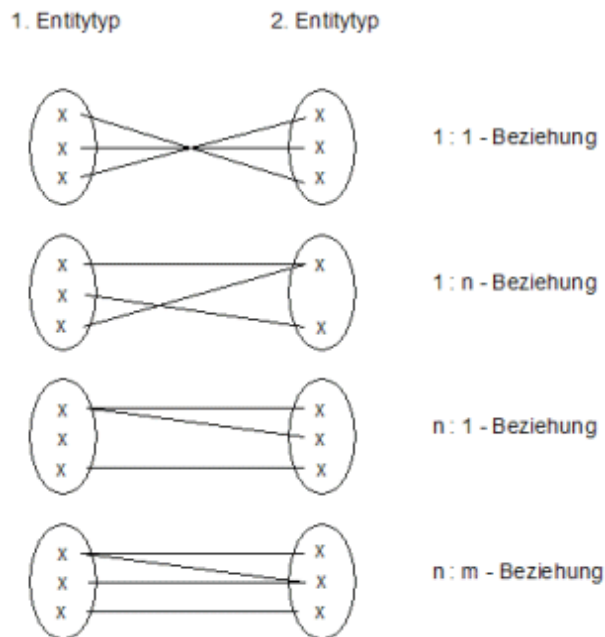 1. Entitytyp 2. Entitytyp
X X
X X 1 : 1 - Beziehung
X X
X X
X 1 : n - Beziehung
X X
X X
X X n : 1 - Beziehung
X X
X X
X X n : m - Beziehung
X X